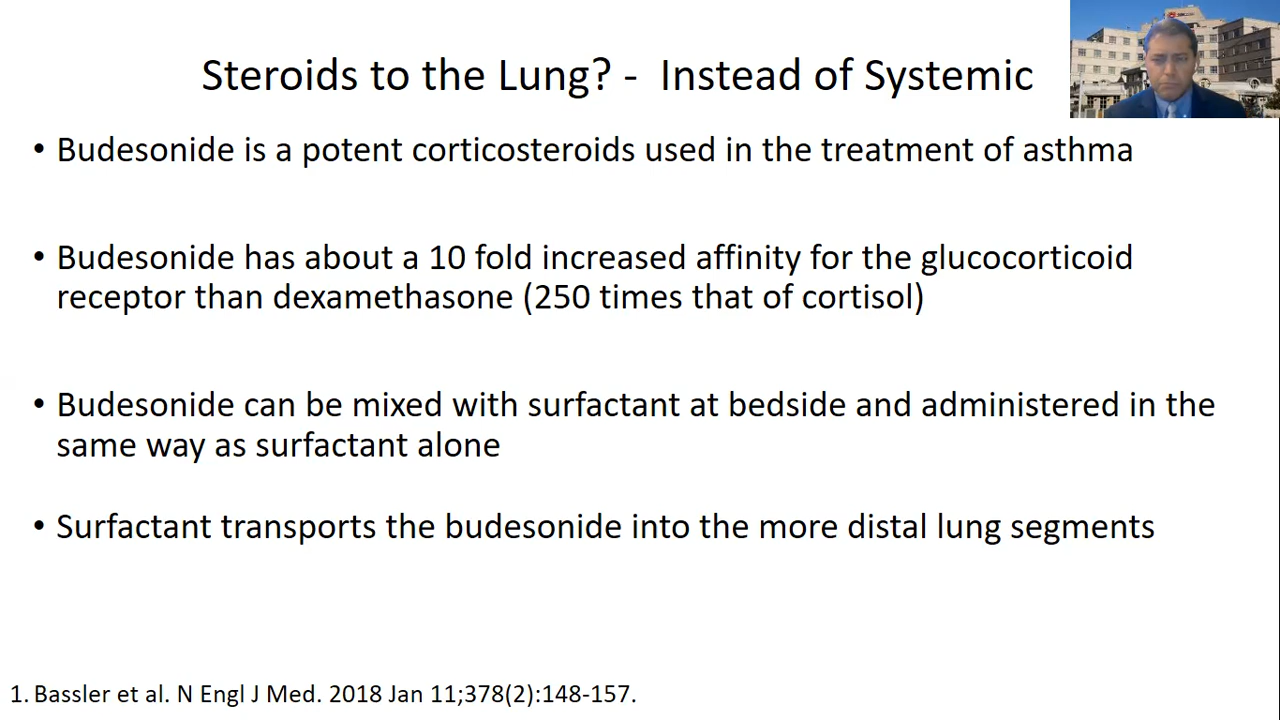 Steroids to the Lung? - Instead of Systemic
• Budesonide is a potent corticosteroids used in the treatment of asthma
• Budesonide has about a 10 fold increased affinity for the glucocorticoid
receptor than dexamethasone (250 times that of cortisol)
• Budesonide can be mixed with surfactant at bedside and administered in the
same way as surfactant alone
• Surfactant transports the budesonide into the more distal lung segments
1. Bassler et al. N Engl J Med. 2018 Jan 11;378(2):148-157.